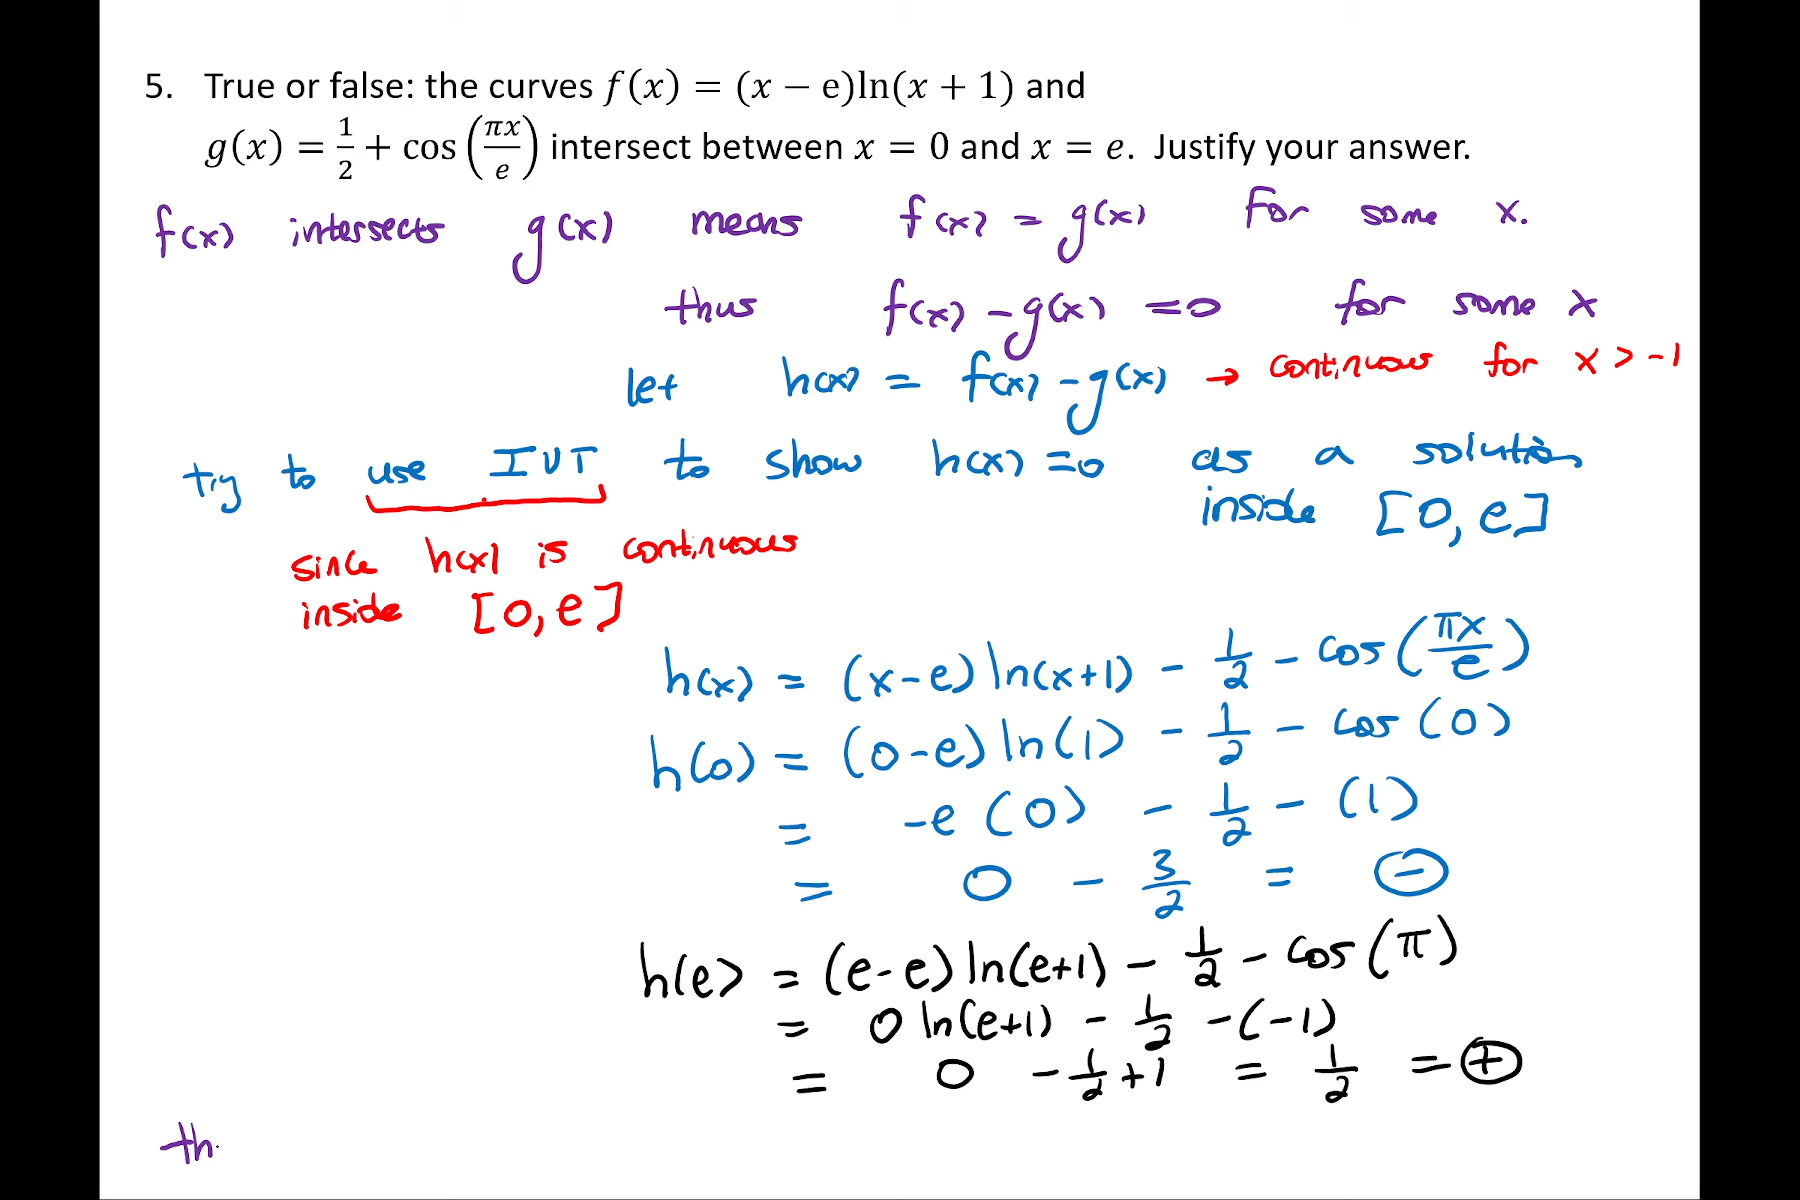 5. True or false: the curves f(x) = (x − e)ln(x + 1) and
g(x) = 1/2 + cos(πx/e) intersect between x = 0 and x = e. Justify your answer.
f(x) intersects g(x) means f(x) = g(x) for some x.
thus f(x) - g(x) = 0 for some x
let h(x) = f(x) - g(x) → continuous for x > -1
try to use IVT to show h(x) = 0 as a solution
inside [0, e]
since h(x) is continuous
inside [0, e]
h(x) = (x-e) ln(x+1) - 1/2 - cos(πx/e)
h(0) = (0-e) ln(1) - 1/2 - cos(0)
= -e(0) - 1/2 - (1)
= 0 - 3/2 = ⊖
h(e) = (e-e) ln(e+1) - 1/2 - cos(π)
= 0 ln(e+1) - 1/2 - (-1)
= 0 - 1/2 + 1 = 1/2 = ⊕
th